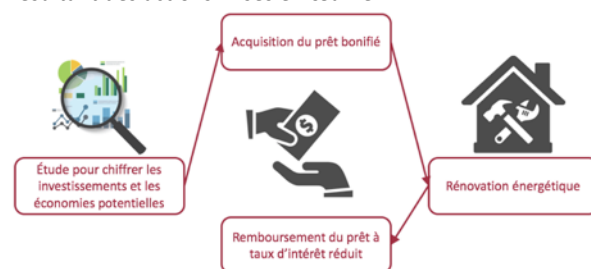 Acquisition du prêt bonifié
Étude pour chiffrer les
investissements et les
économies potentielles
Rénovation énergétique
Remboursement du prêt à
taux d'intérêt réduit